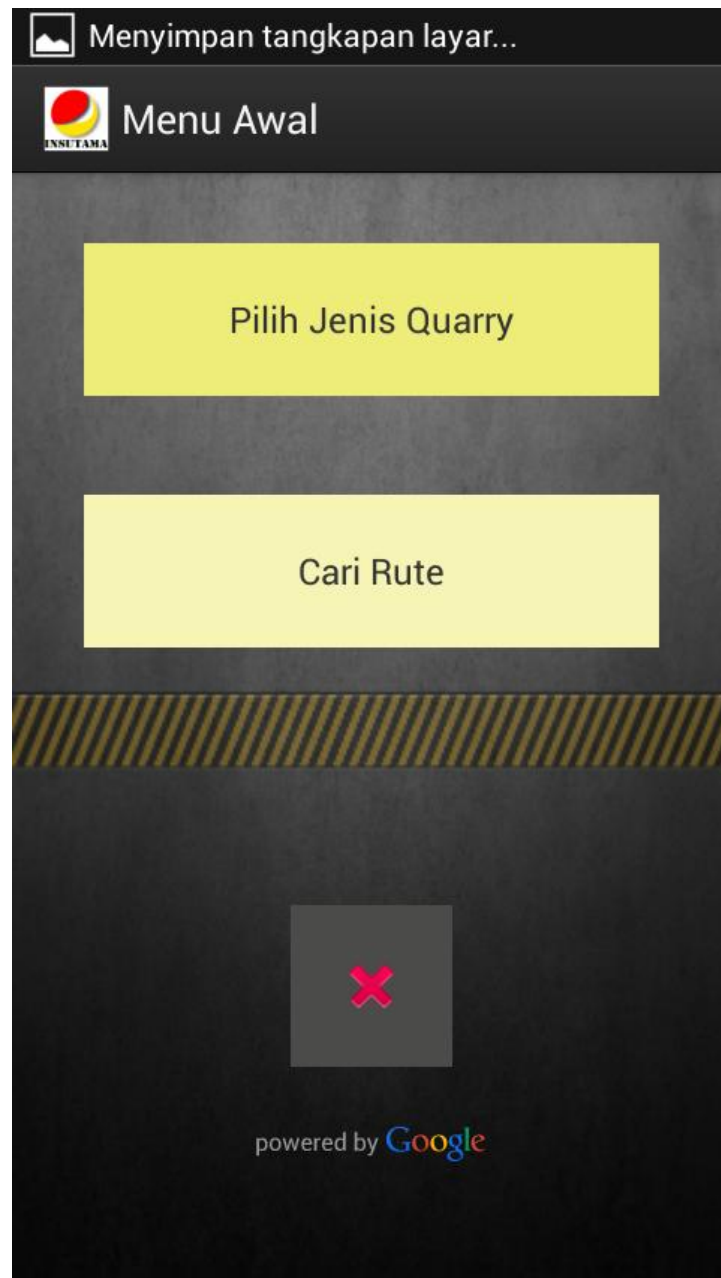 Menyimpan tangkapan layar...
INSUTAMA
Menu Awal
Pilih Jenis Quarry
Cari Rute
powered by Google